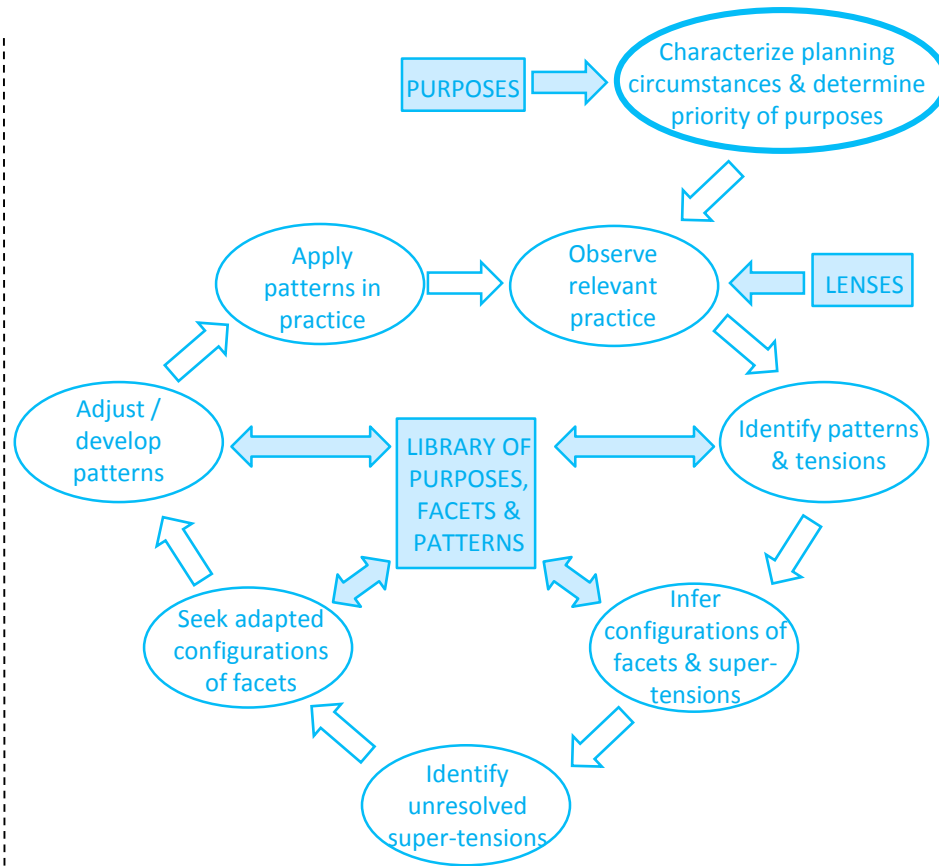 Characterize planning
circumstances & determine
priority of purposes
PURPOSES
Apply
patterns in
practice
Observe
relevant
practice
LENSES
Adjust /
develop
patterns
LIBRARY OF
PURPOSES,
FACETS &
PATTERNS
Identify patterns
& tensions
Seek adapted
configurations
of facets
Infer
configurations of
facets & super-
tensions
Identify
unresolved
super-tensions